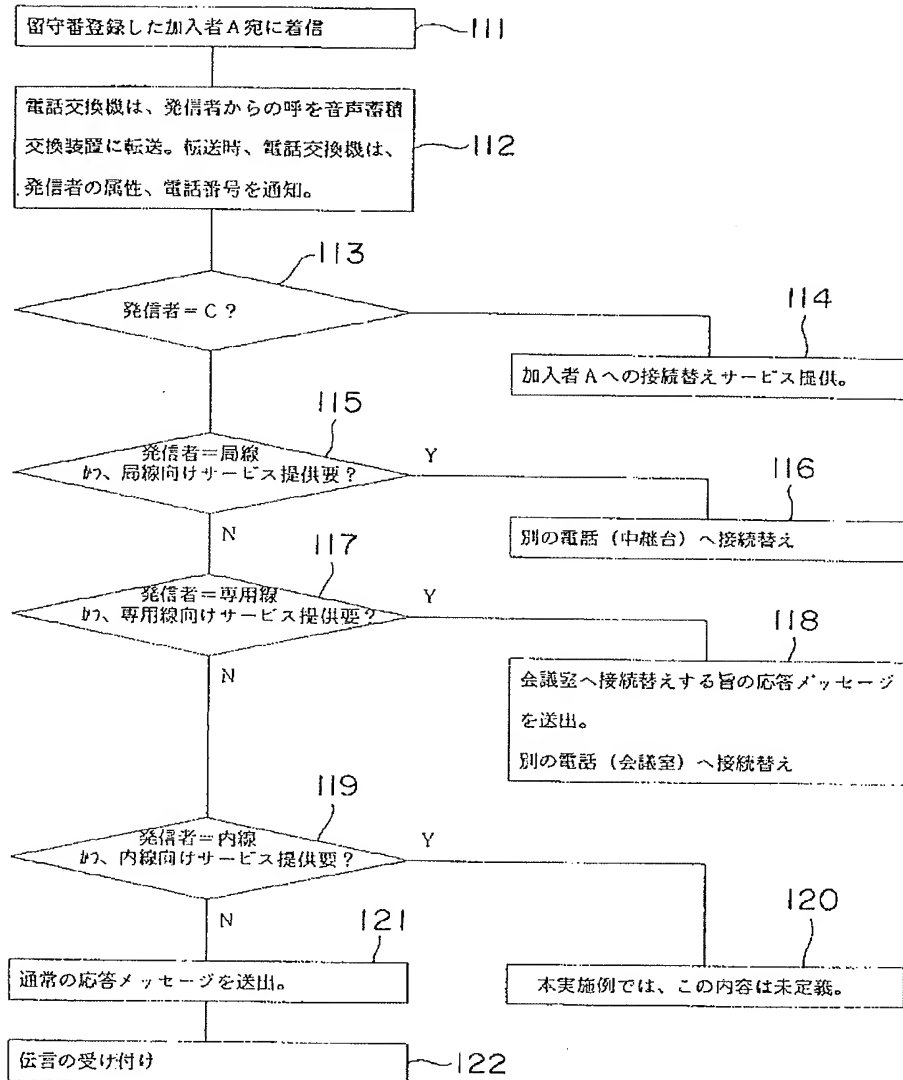 留守番登録した加入者A宛に着信
111
電話交換機は、発信者からの呼を音声蓄積
交換装置に転送。転送時、電話交換機は、
発信者の属性、電話番号を通知。
112
113
発信者=C?
114
加入者Aへの接続替えサービス提供。
115
発信者=局線
かつ、局線向けサービス提供要?
Y
116
別の電話(中継台)へ接続替え
N
117
発信者=専用線
かつ、専用線向けサービス提供要?
Y
118
会議室へ接続替えする旨の応答メッセージ
を送出。
別の電話(会議室)へ接続替え
N
119
発信者=内線
かつ、内線向けサービス提供要?
Y
120
本実施例では、この内容は未定義。
N
121
通常の応答メッセージを送出。
伝言の受け付け
122